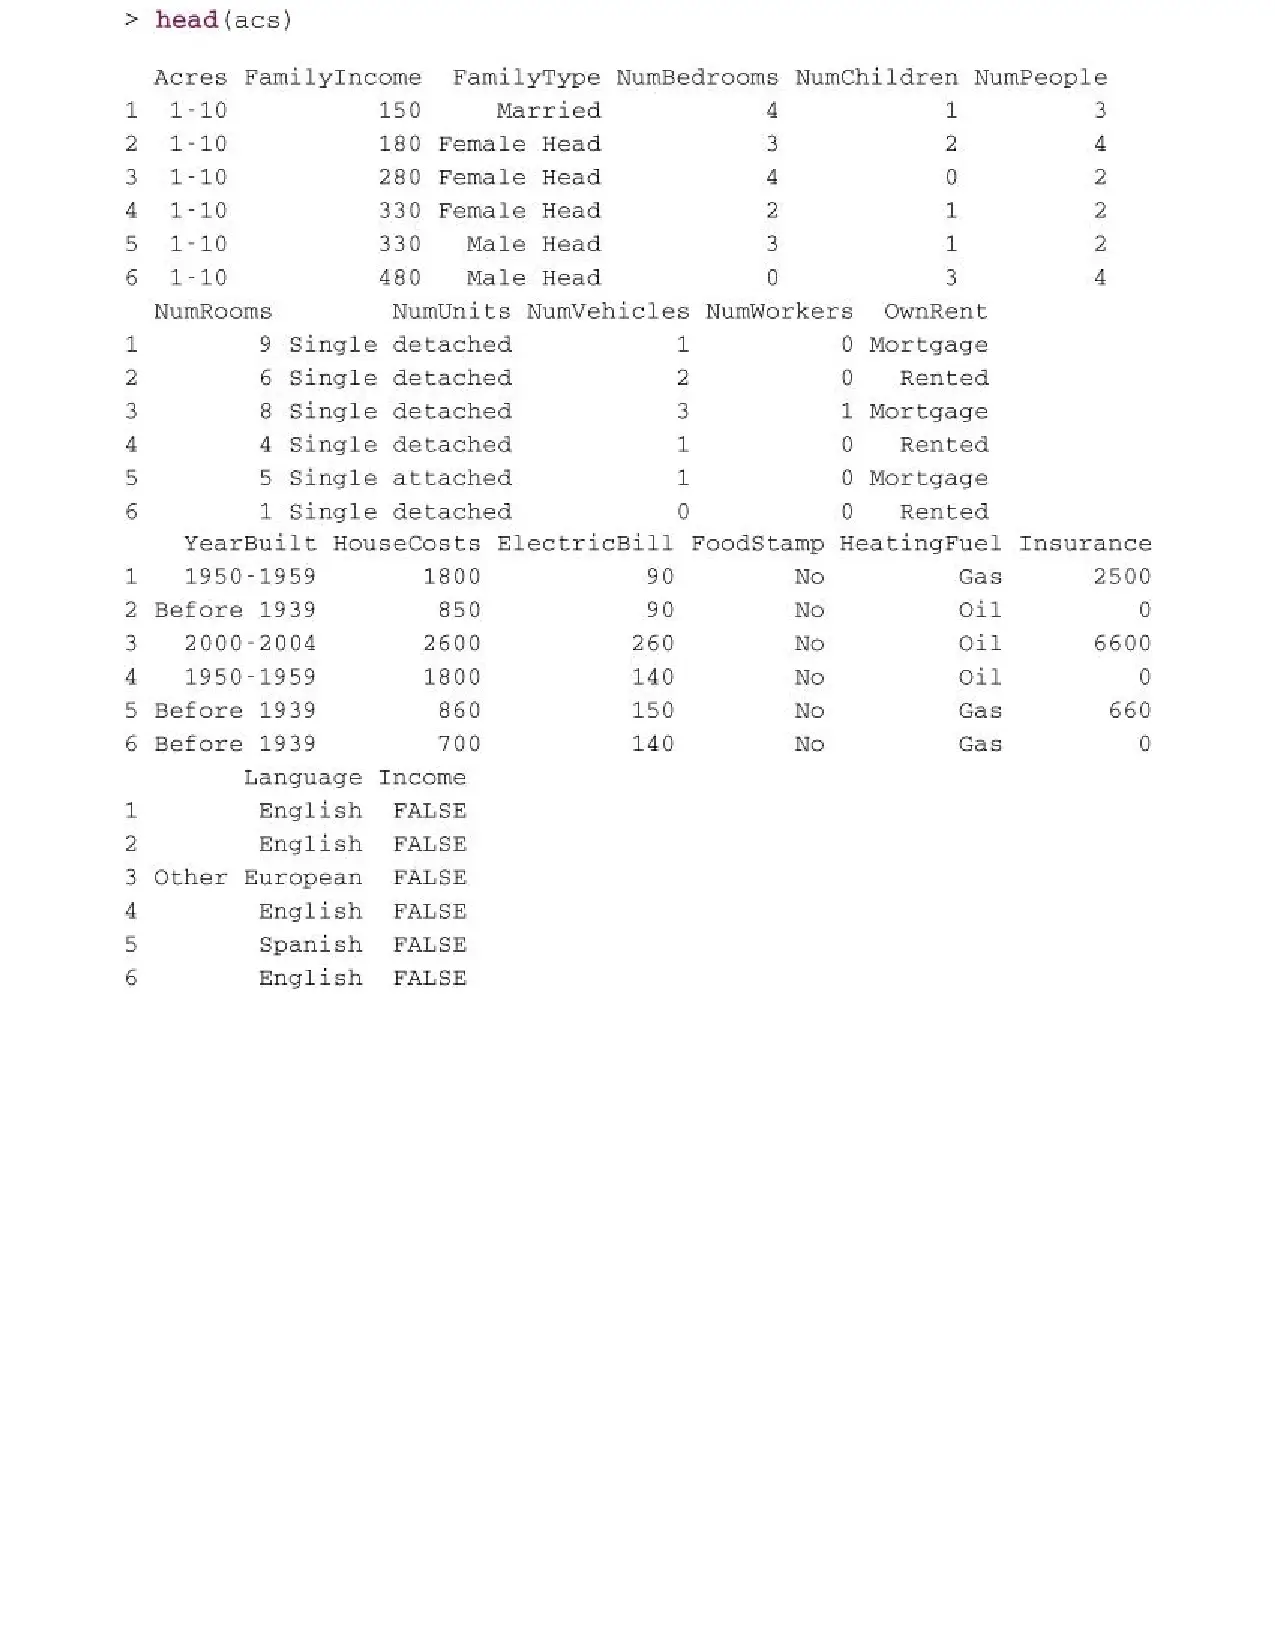 > head(acs)
  Acres FamilyIncome  FamilyType NumBedrooms NumChildren NumPeople
1  1-10          150     Married           4           1         3
2  1-10          180 Female Head           3           2         4
3  1-10          280 Female Head           4           0         2
4  1-10          330 Female Head           2           1         2
5  1-10          330   Male Head           3           1         2
6  1-10          480   Male Head           0           3         4
  NumRooms        NumUnits NumVehicles NumWorkers  OwnRent
1        9 Single detached           1          0 Mortgage
2        6 Single detached           2          0   Rented
3        8 Single detached           3          1 Mortgage
4        4 Single detached           1          0   Rented
5        5 Single attached           1          0 Mortgage
6        1 Single detached           0          0   Rented
    YearBuilt HouseCosts ElectricBill FoodStamp HeatingFuel Insurance
1   1950-1959       1800           90        No         Gas      2500
2 Before 1939        850           90        No         Oil         0
3   2000-2004       2600          260        No         Oil      6600
4   1950-1959       1800          140        No         Oil         0
5 Before 1939        860          150        No         Gas       660
6 Before 1939        700          140        No         Gas         0
        Language Income
1        English  FALSE
2        English  FALSE
3 Other European  FALSE
4        English  FALSE
5        Spanish  FALSE
6        English  FALSE